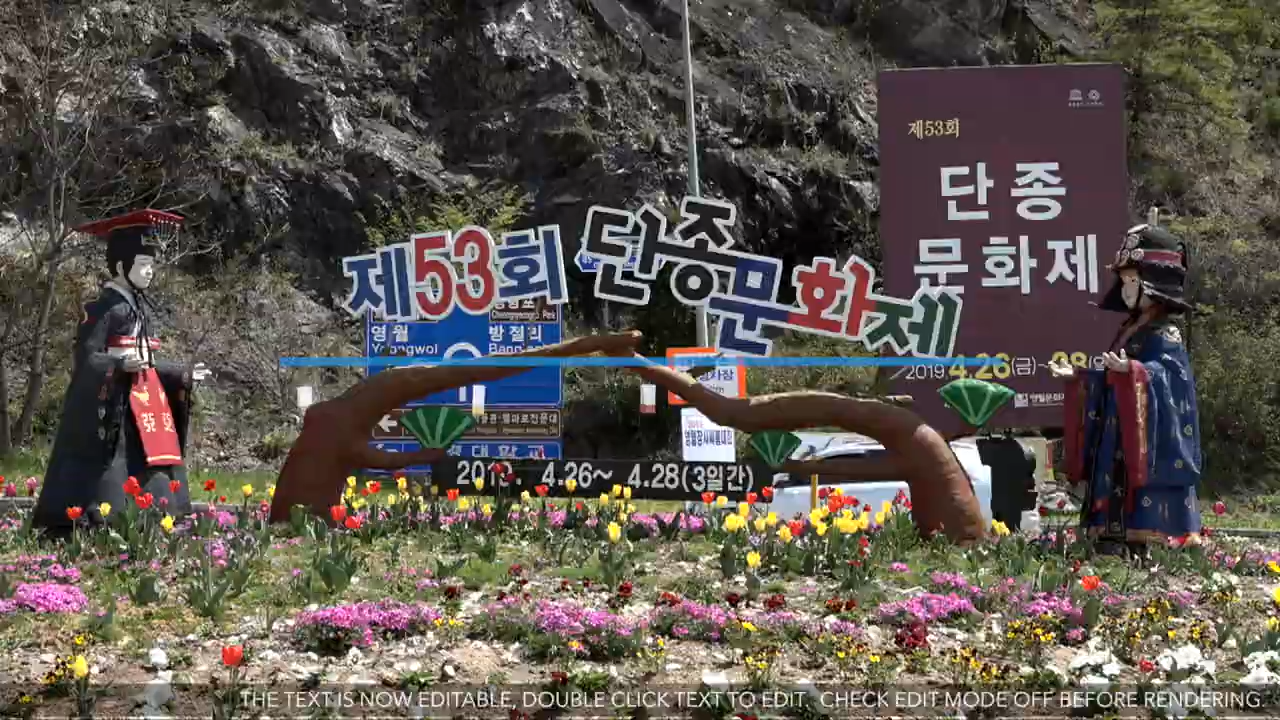 제53회
단종
문화제
2019 4.26(금)~
제53회 단종문화제
영월
Yeongwol
방절리
2019. 4.26~ 4.28(3일간)
THE TEXT IS NOW EDITABLE, DOUBLE CLICK TEXT TO EDIT. CHECK EDIT MODE OFF BEFORE RENDERING.